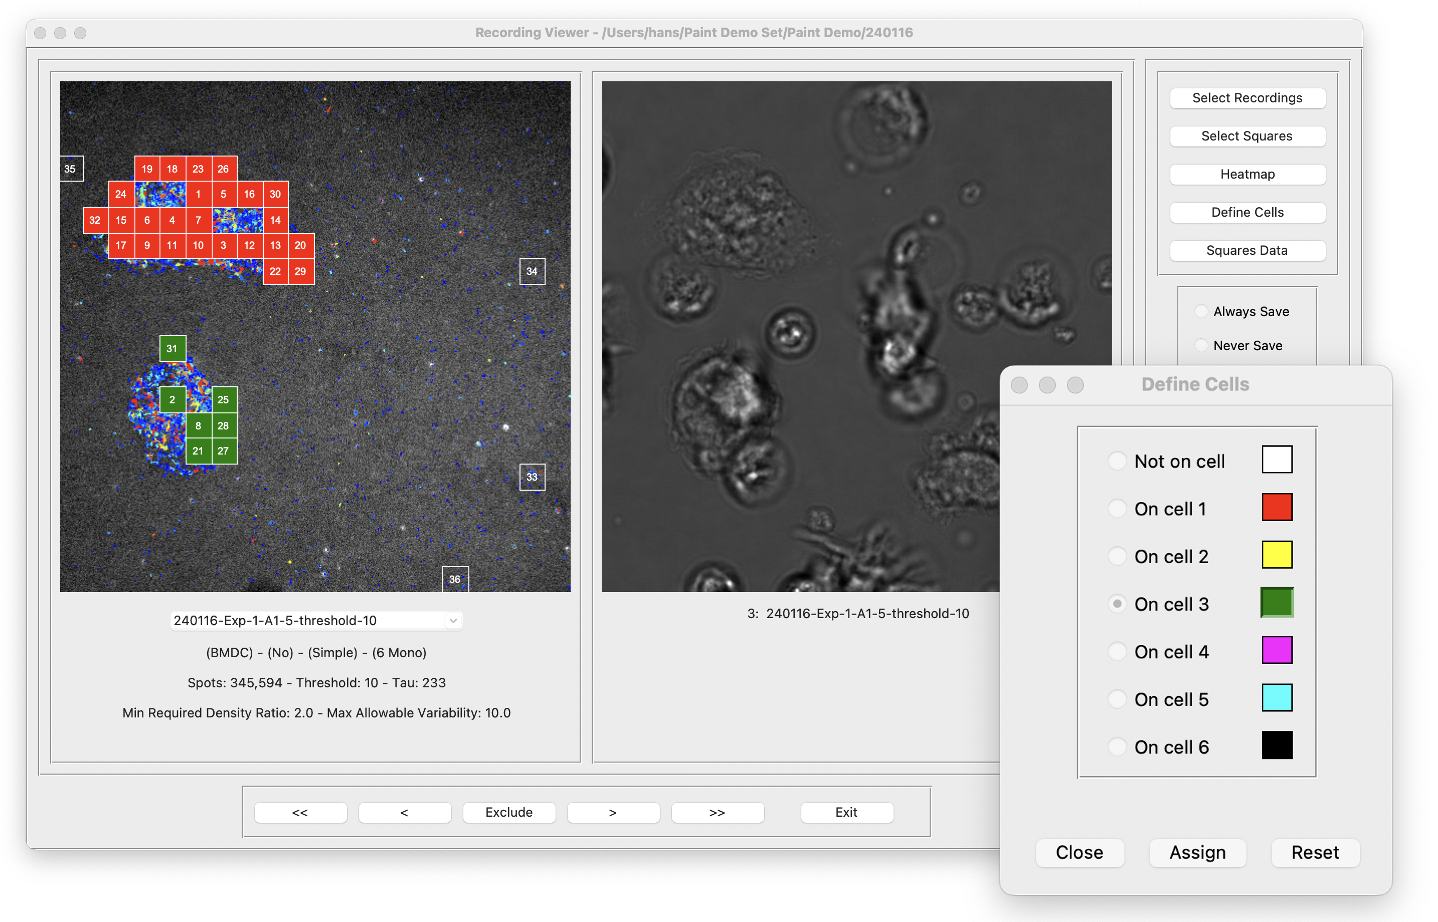 Recording Viewer - /Users/hans/Paint Demo Set/Paint Demo/240116
35
19 18 23 26
24 1 5 16 30
32 15 6 4 7 14
17 9 11 10 3 12 13 20
22 29
34
31
2 25
8 28
21 27
33
36
240116-Exp-1-A1-5-threshold-10
(BMDC) - (No) - (Simple) - (6 Mono)
Spots: 345,594 - Threshold: 10 - Tau: 233
Min Required Density Ratio: 2.0 - Max Allowable Variability: 10.0
3: 240116-Exp-1-A1-5-threshold-10
<< < Exclude > >> Exit
Select Recordings
Select Squares
Heatmap
Define Cells
Squares Data
Always Save
Never Save
Define Cells
Not on cell
On cell 1
On cell 2
On cell 3
On cell 4
On cell 5
On cell 6
Close Assign Reset